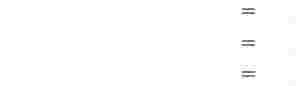 =
=
=